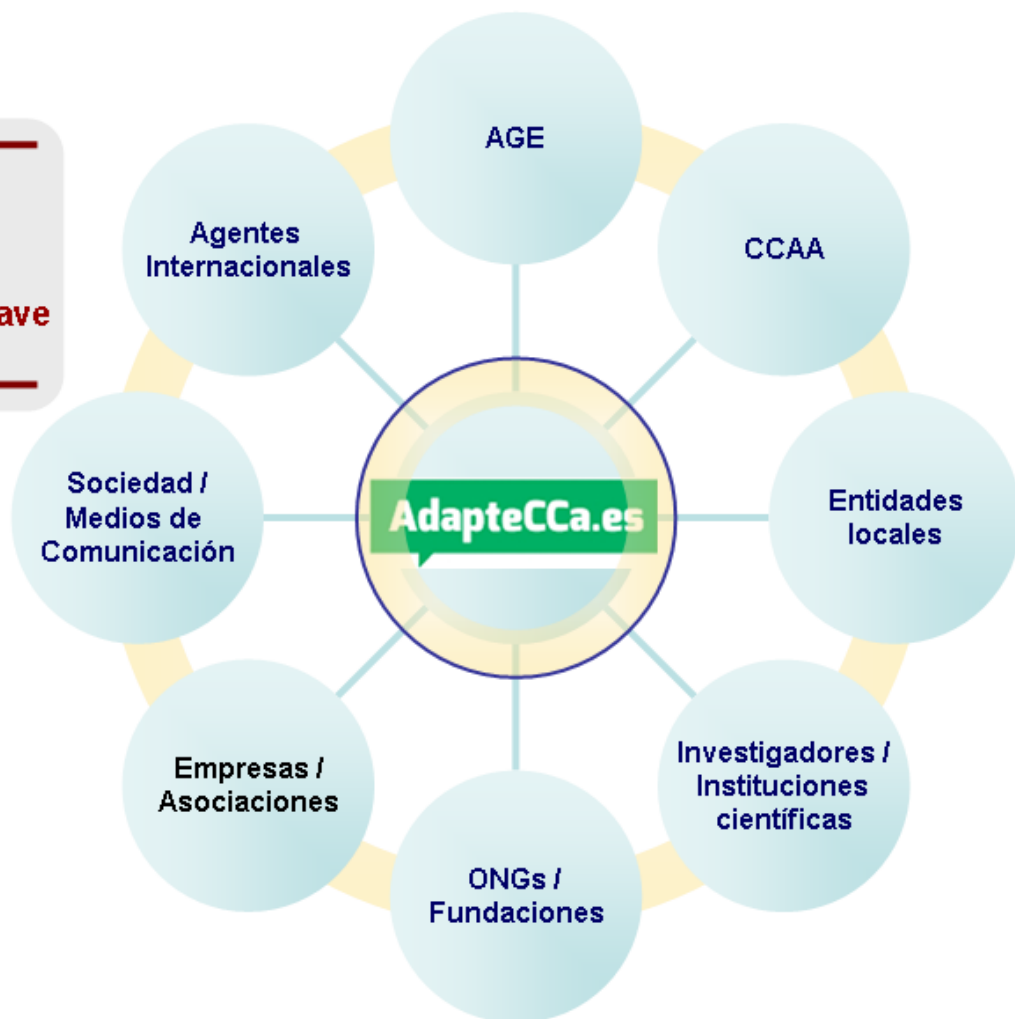 AGE
CCAA
Entidades
locales
Investigadores /
Instituciones
científicas
ONGs /
Fundaciones
Empresas /
Asociaciones
Sociedad /
Medios de
Comunicación
Agentes
Internacionales
ave
AdapteCCa.es